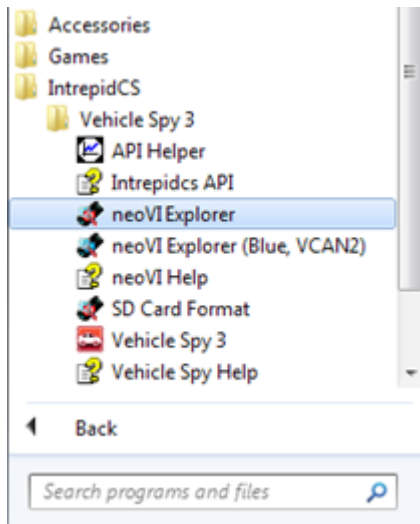 Accessories
Games
IntrepidCS
Vehicle Spy 3
API Helper
Intrepidcs API
neoVI Explorer
neoVI Explorer (Blue, VCAN2)
neoVI Help
SD Card Format
Vehicle Spy 3
Vehicle Spy Help
Back
Search programs and files